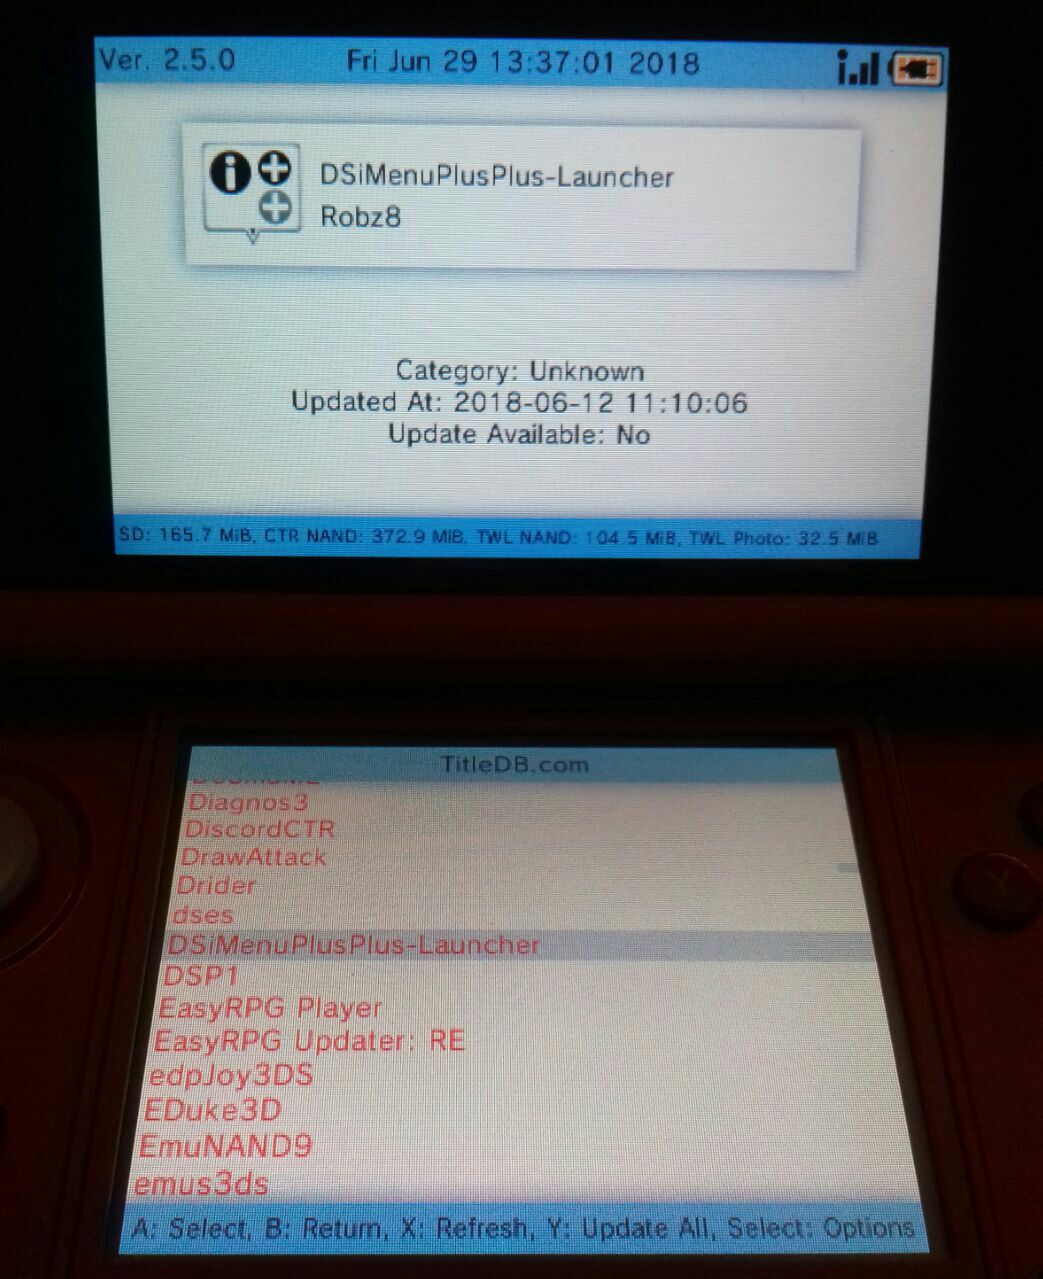 Ver. 2.5.0 Fri Jun 29 13:37:01 2018
DSiMenuPlusPlus-Launcher
Robz8
Category: Unknown
Updated At: 2018-06-12 11:10:06
Update Available: No
SD: 165.7 MiB, CTR NAND: 372.9 MiB, TWL NAND: 104.5 MiB, TWL Photo: 32.5 MiB
TitleDB.com
Diagnos3
DiscordCTR
DrawAttack
Drider
dses
DSiMenuPlusPlus-Launcher
DSP1
EasyRPG Player
EasyRPG Updater: RE
edpJoy3DS
EDuke3D
EmuNAND9
emus3ds
A: Select, B: Return, X: Refresh, Y: Update All, Select: Options
Y